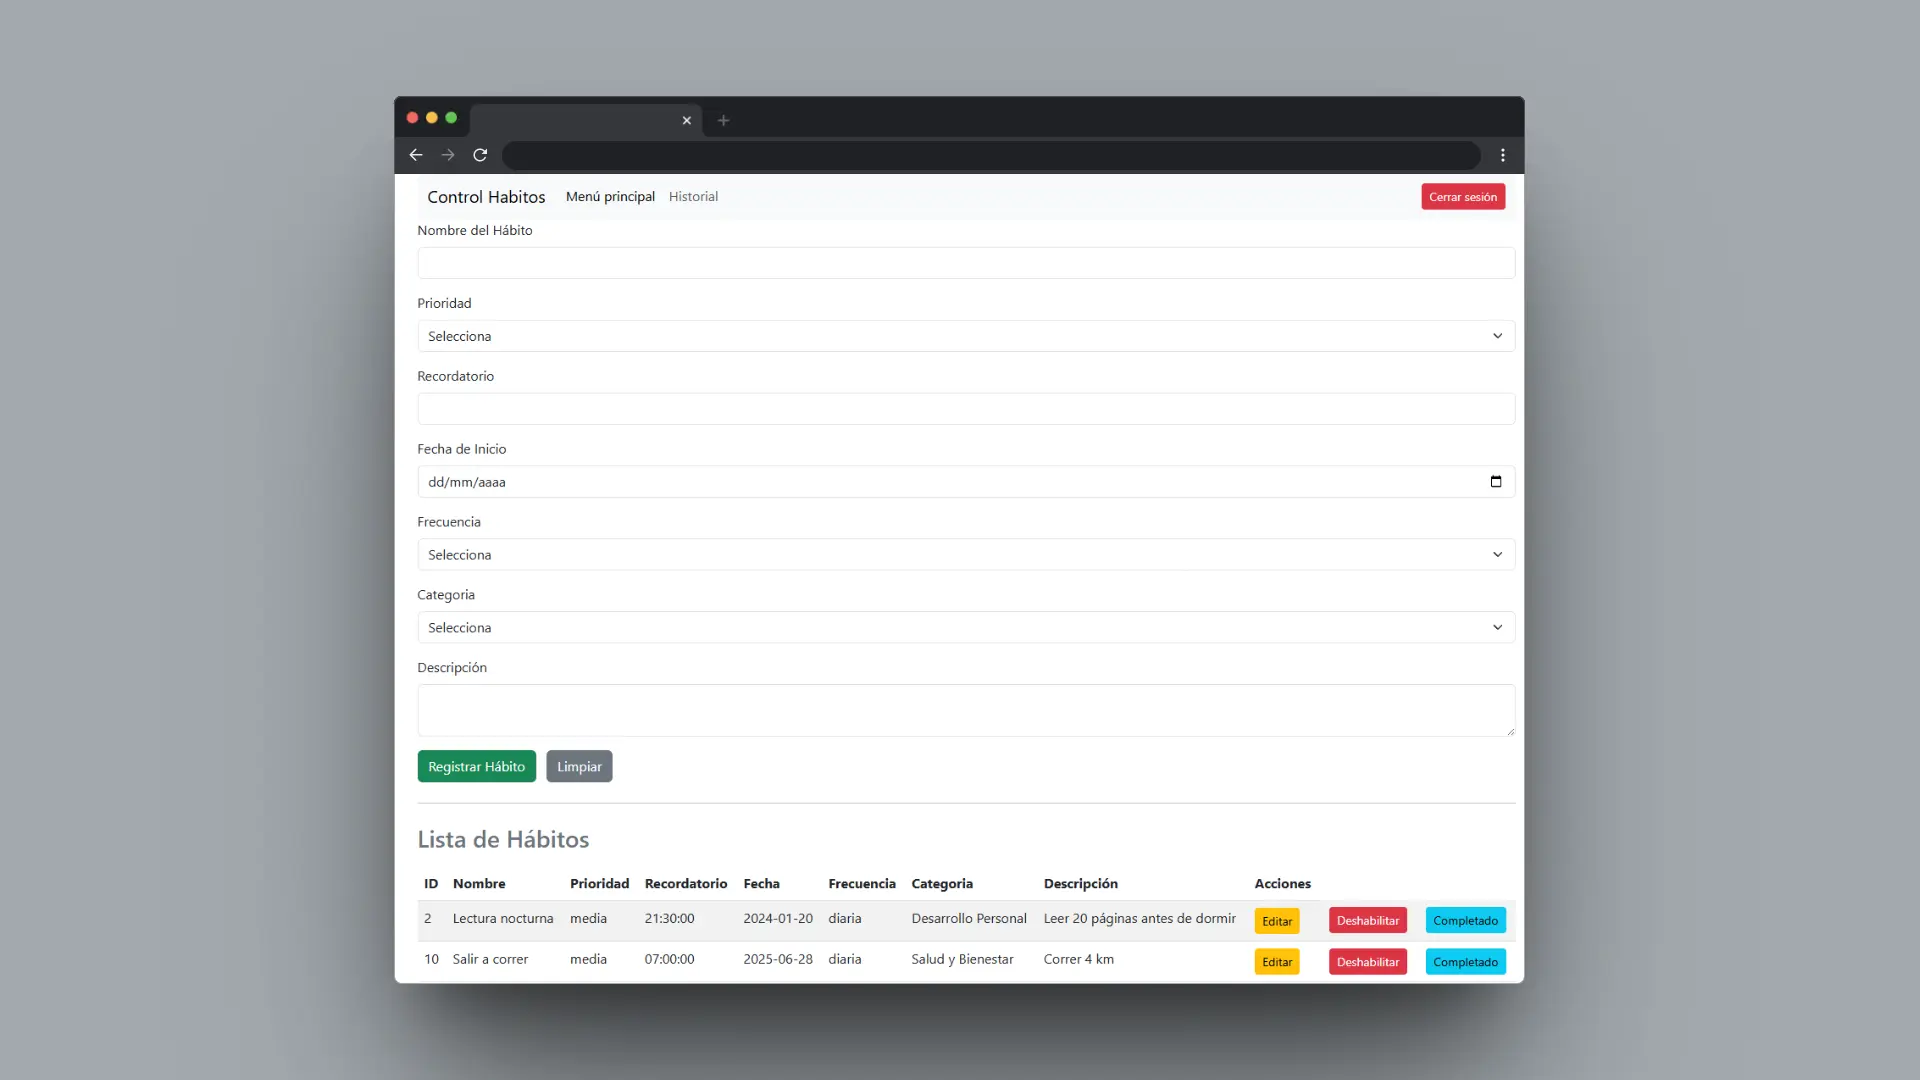 Control Habitos Menú principal Historial Cerrar sesión
Nombre del Hábito
Prioridad
Selecciona
Recordatorio
Fecha de Inicio
dd/mm/aaaa
Frecuencia
Selecciona
Categoria
Selecciona
Descripción
Registrar Hábito Limpiar
Lista de Hábitos
ID Nombre Prioridad Recordatorio Fecha Frecuencia Categoria Descripción Acciones
2 Lectura nocturna media 21:30:00 2024-01-20 diaria Desarrollo Personal Leer 20 páginas antes de dormir Editar Deshabilitar Completado
10 Salir a correr media 07:00:00 2025-06-28 diaria Salud y Bienestar Correr 4 km Editar Deshabilitar Completado